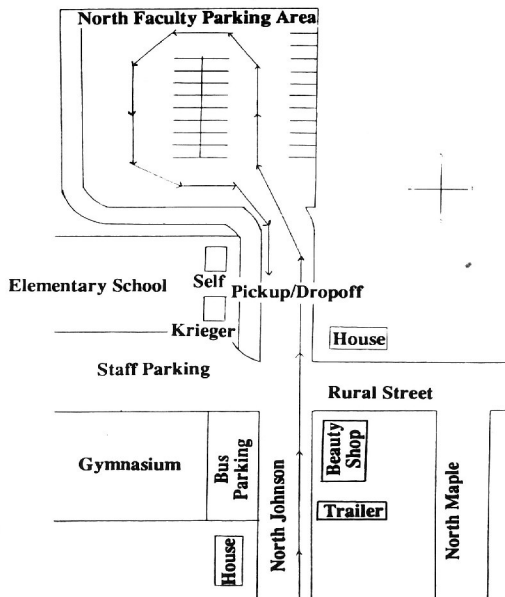 North Faculty Parking Area
Elementary School
Self
Pickup/Dropoff
Krieger
House
Staff Parking
Rural Street
Gymnasium
Bus
Parking
North Johnson
Beauty
Shop
Trailer
North Maple
House